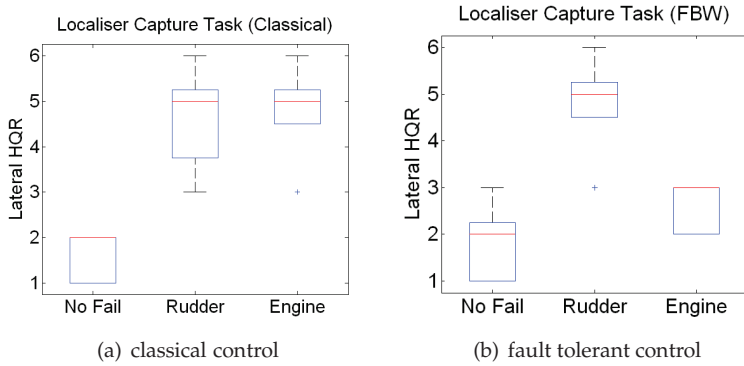 Localiser Capture Task (Classical)
Lateral HQR
6
5
4
3
2
1
No Fail Rudder Engine
(a) classical control
Localiser Capture Task (FBW)
Lateral HQR
6
5
4
3
2
1
No Fail Rudder Engine
(b) fault tolerant control